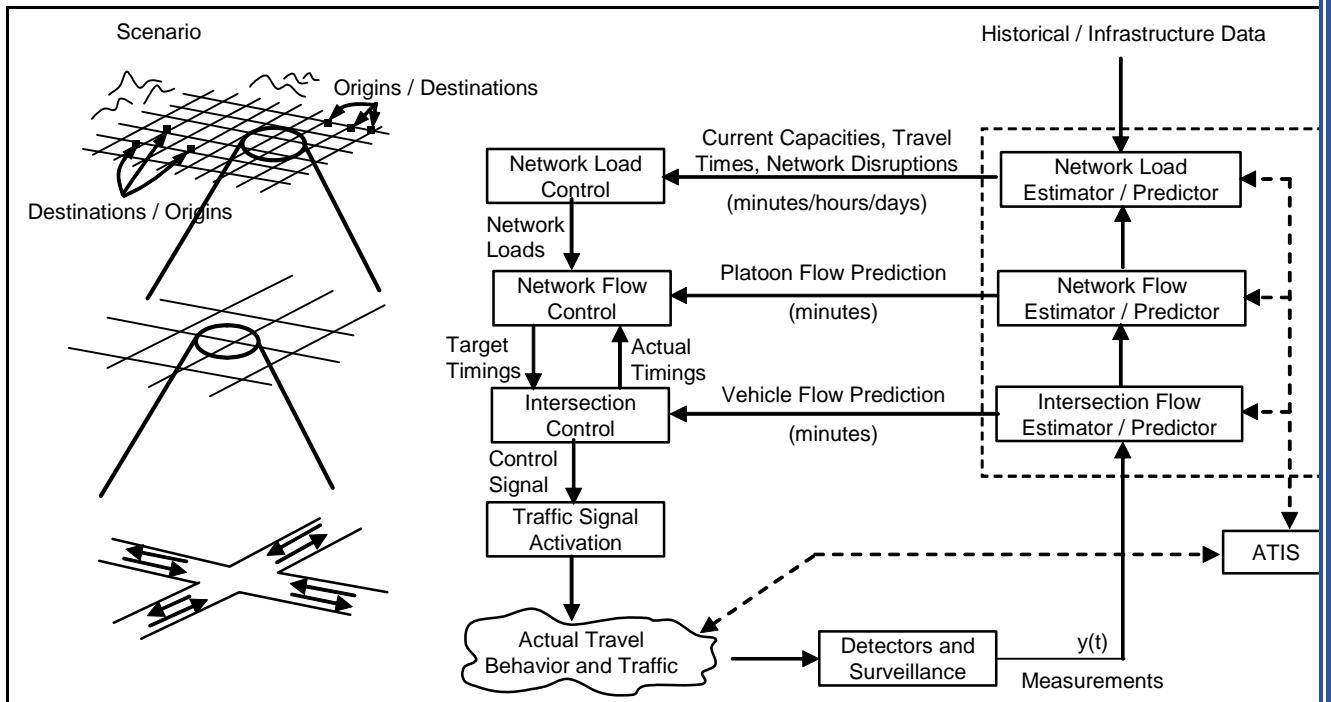 Scenario
Historical / Infrastructure Data
Origins / Destinations
Destinations / Origins
Current Capacities, Travel
Times, Network Disruptions
(minutes/hours/days)
Network Load
Control
Network Load
Estimator / Predictor
Network
Loads
Network Flow
Control
Platoon Flow Prediction
(minutes)
Network Flow
Estimator / Predictor
Target
Timings
Actual
Timings
Intersection
Control
Vehicle Flow Prediction
(minutes)
Intersection Flow
Estimator / Predictor
Control
Signal
Traffic Signal
Activation
ATIS
Actual Travel
Behavior and Traffic
Detectors and
Surveillance
y(t)
Measurements